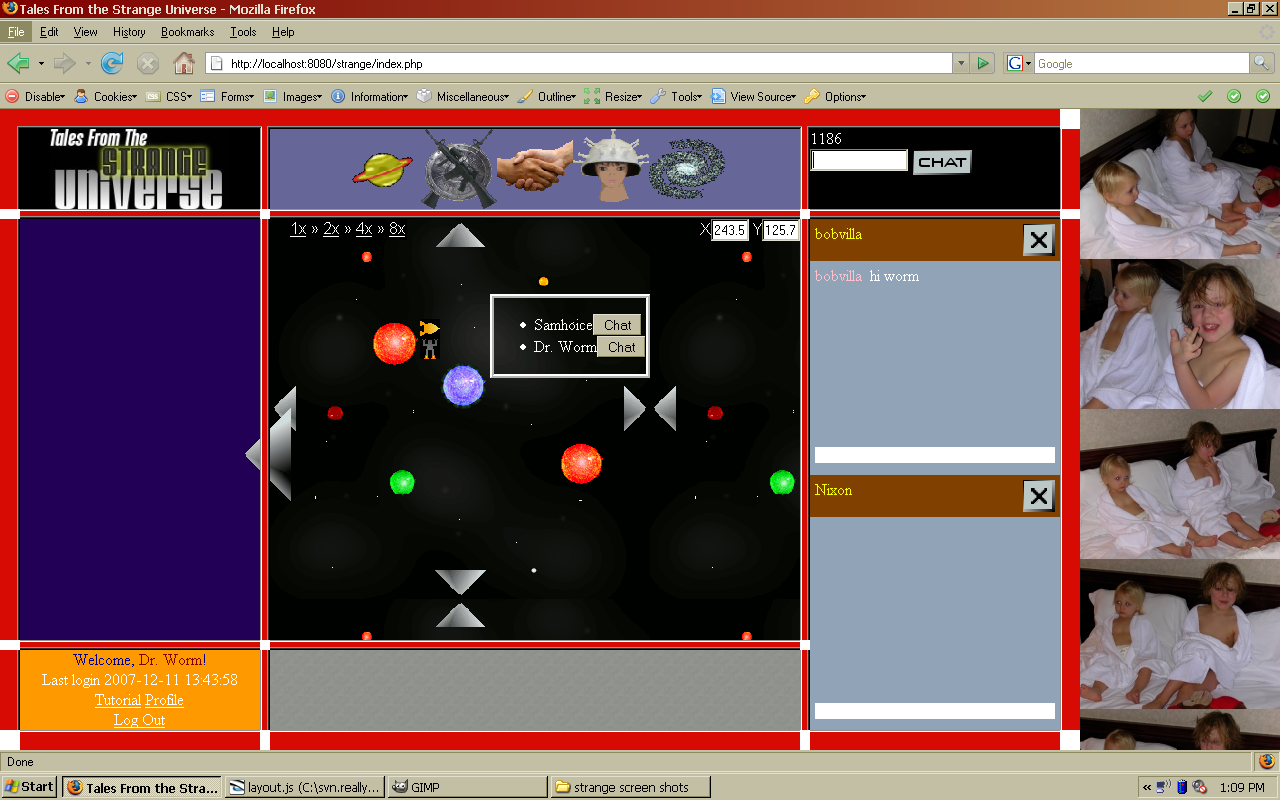 Tales From the Strange Universe - Mozilla Firefox
File Edit View History Bookmarks Tools Help
http://localhost:8080/strange/index.php
G Google
Disable Cookies CSS Forms Images Information Miscellaneous Outline Resize Tools View Source Options
Tales From The
STRANGE
UNIVERSE
1186
CHAT
1x » 2x » 4x » 8x
X 243.5 Y 125.7
Samhoice Chat
Dr. Worm Chat
bobvilla
bobvilla hi worm
Nixon
Welcome, Dr. Worm!
Last login 2007-12-11 13:43:58
Tutorial Profile
Log Out
Done
Start Tales From the Stra... layout.js (C:\svn.really... GIMP strange screen shots « 1:09 PM